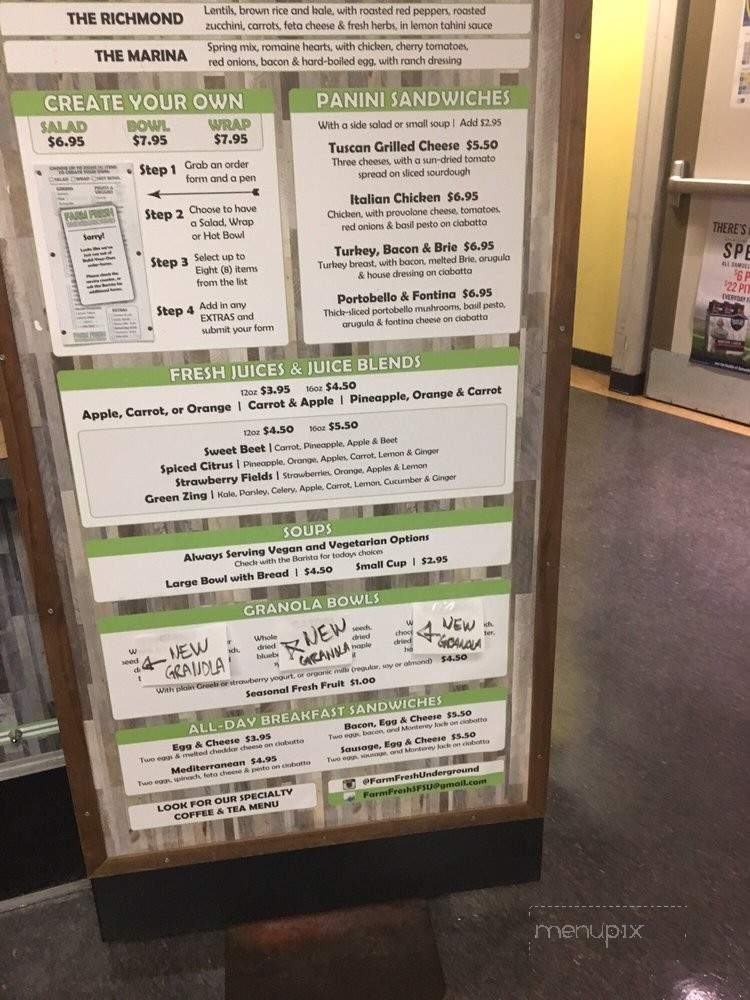 THE RICHMOND
Lentils, brown rice and kale, with roasted red peppers, roasted
zucchini, carrots, feta cheese & fresh herbs, in lemon tahini sauce
THE MARINA
Spring mix, romaine hearts, with chicken, cherry tomatoes,
red onions, bacon & hard-boiled egg, with ranch dressing
CREATE YOUR OWN
SALAD BOWL WRAP
$6.95 $7.95 $7.95
Step 1 Grab an order
form and a pen
Step 2 Choose to have
a Salad, Wrap
or Hot Bowl
Step 3 Select up to
Eight (8) items
from the list
Step 4 Add in any
EXTRAS and
submit your form
FARM FRESH
Sorry!
EXTRAS
PANINI SANDWICHES
With a side salad or small soup | Add $2.95
Tuscan Grilled Cheese $5.50
Three cheeses, with a sun-dried tomato
spread on sliced sourdough
Italian Chicken $6.95
Chicken, with provolone cheese, tomatoes,
red onions & basil pesto on ciabatta
Turkey, Bacon & Brie $6.95
Turkey breast, with bacon, melted Brie, arugula
& house dressing on ciabatta
Portobello & Fontina $6.95
Thick-sliced portobello mushrooms, basil pesto,
arugula & fontina cheese on ciabatta
FRESH JUICES & JUICE BLENDS
12oz $3.95 16oz $4.50
Apple, Carrot, or Orange | Carrot & Apple | Pineapple, Orange & Carrot
12oz $4.50 16oz $5.50
Sweet Beet | Carrot, Pineapple, Apple & Beet
Spiced Citrus | Pineapple, Orange, Apples, Carrot, Lemon & Ginger
Strawberry Fields | Strawberries, Orange, Apples & Lemon
Green Zing | Kale, Parsley, Celery, Apple, Carrot, Lemon, Cucumber & Ginger
SOUPS
Always Serving Vegan and Vegetarian Options
Check with the Barista for todays choices
Large Bowl with Bread | $4.50 Small Cup | $2.95
GRANOLA BOWLS
NEW
GRANOLA
Whole
dried
NEW
GRANOLA
seeds,
dried
NEW
GRANOLA
With plain Greek or strawberry yogurt, or organic milk (regular, soy or almond) $4.50
Seasonal Fresh Fruit $1.00
ALL-DAY BREAKFAST SANDWICHES
Egg & Cheese $3.95
Two eggs & melted cheddar cheese on ciabatta
Mediterranean $4.95
Two eggs, spinach, feta cheese & pesto on ciabatta
Bacon, Egg & Cheese $5.50
Two eggs, bacon, and Monterey Jack on ciabatta
Sausage, Egg & Cheese $5.50
Two eggs, sausage, and Monterey Jack on ciabatta
LOOK FOR OUR SPECIALTY
COFFEE & TEA MENU
@FarmFreshUnderground
FarmFreshSFSU@gmail.com
THERE'S
SPE
$6 P
$22 PIT
EVERYDAY
menupix